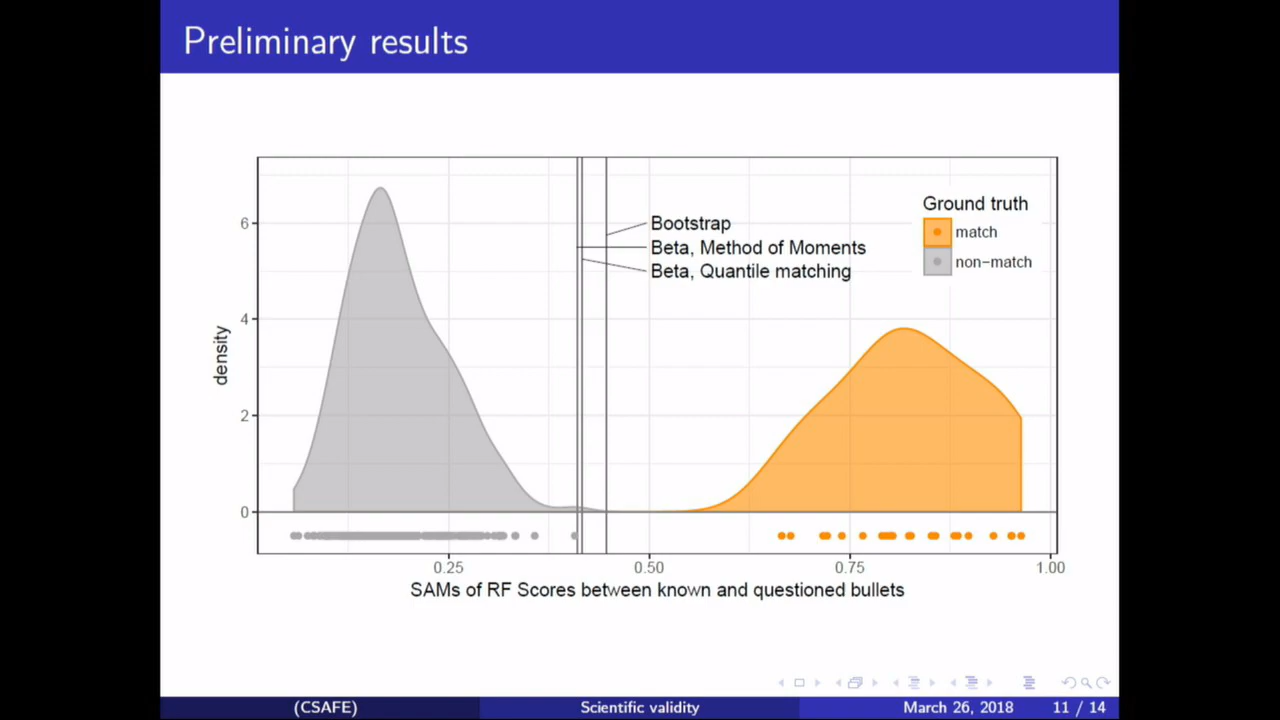 Preliminary results
6
4
2
0
density
Bootstrap
Beta, Method of Moments
Beta, Quantile matching
Ground truth
match
non−match
0.25
0.50
0.75
1.00
SAMs of RF Scores between known and questioned bullets
(CSAFE)
Scientific validity
March 26, 2018
11 / 14